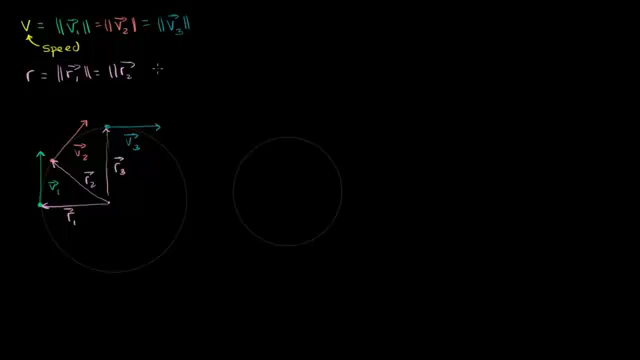 v = ||v⃗₁|| = ||v⃗₂|| = ||v⃗₃||
speed
r = ||r⃗₁|| = ||r⃗₂
v⃗₃
v⃗₂
r⃗₃
r⃗₂
v⃗₁
r⃗₁